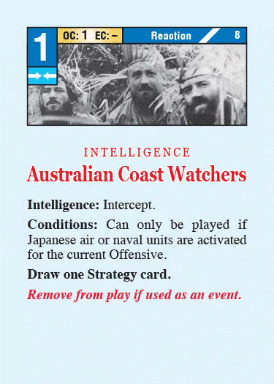 1 OC: 1 EC: – Reaction 8
INTELLIGENCE
Australian Coast Watchers
Intelligence: Intercept.
Conditions: Can only be played if
Japanese air or naval units are activated
for the current Offensive.
Draw one Strategy card.
Remove from play if used as an event.